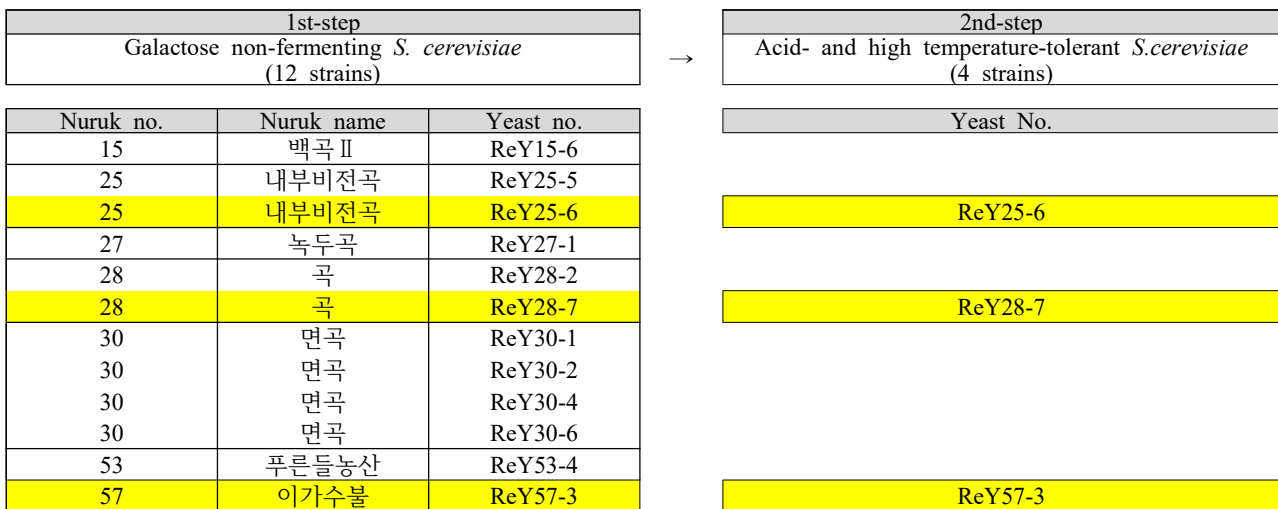 1st-step
Galactose non-fermenting S. cerevisiae
(12 strains)
→
2nd-step
Acid- and high temperature-tolerant S.cerevisiae
(4 strains)
Nuruk no. Nuruk name Yeast no. Yeast No.
15 백곡Ⅱ ReY15-6
25 내부비전곡 ReY25-5
25 내부비전곡 ReY25-6 ReY25-6
27 녹두곡 ReY27-1
28 곡 ReY28-2
28 곡 ReY28-7 ReY28-7
30 면곡 ReY30-1
30 면곡 ReY30-2
30 면곡 ReY30-4
30 면곡 ReY30-6
53 푸른들농산 ReY53-4
57 이가수불 ReY57-3 ReY57-3